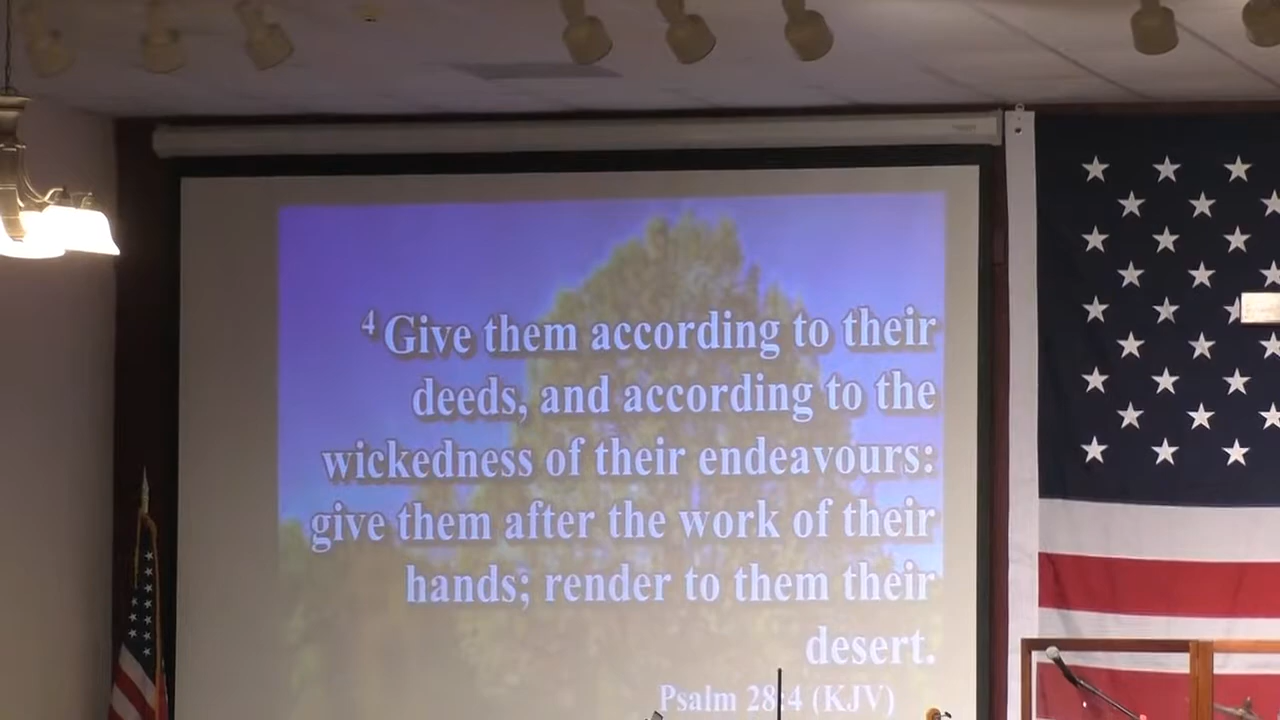 4 Give them according to their
deeds, and according to the
wickedness of their endeavours:
give them after the work of their
hands; render to them their
desert.
Psalm 28:4 (KJV)